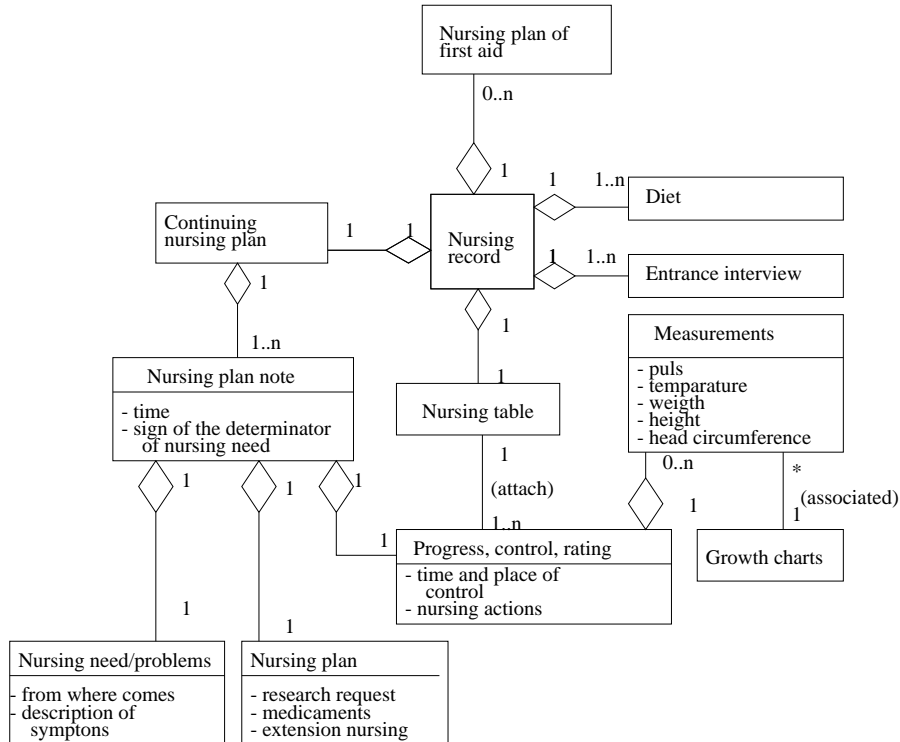 Nursing plan of
first aid
0..n
1
1
1..n
Diet
Continuing
nursing plan
1
1
Nursing
record
1
1..n
Entrance interview
1
1
1..n
1
Measurements
- puls
- temparature
- weigth
- height
- head circumference
Nursing plan note
- time
- sign of the determinator
of nursing need
Nursing table
1
1
1
1
(attach)
1..n
0..n
1
*
(associated)
1
1
Progress, control, rating
- time and place of
control
- nursing actions
Growth charts
1
1
Nursing need/problems
- from where comes
- description of
symptons
Nursing plan
- research request
- medicaments
- extension nursing